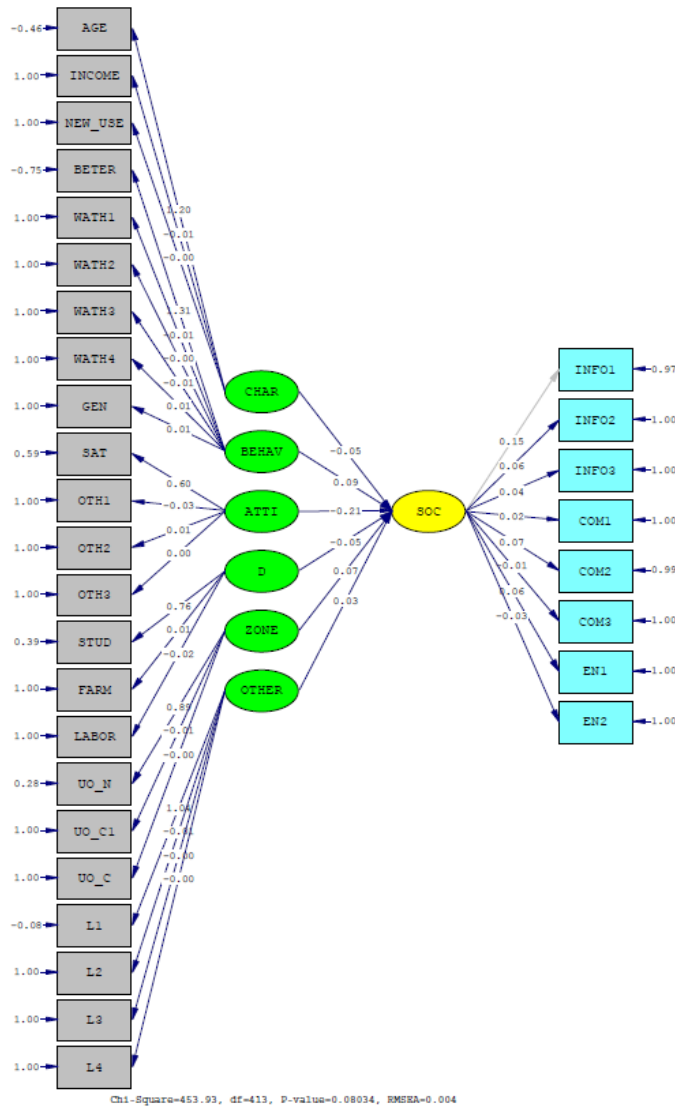 -0.46 AGE
1.00 INCOME
1.00 NEW_USE
-0.75 BETER
1.00 WATH1
1.00 WATH2
1.00 WATH3
1.00 WATH4
1.00 GEN
0.59 SAT
1.00 OTH1
1.00 OTH2
1.00 OTH3
0.39 STUD
1.00 FARM
1.00 LABOR
0.28 UO_N
1.00 UO_C1
1.00 UO_C
-0.08 L1
1.00 L2
1.00 L3
1.00 L4
1.20
-0.01
-0.00
1.31
-0.01
-0.00
-0.01
0.01
0.01
0.60
-0.03
0.01
0.00
0.76
0.01
-0.02
0.89
-0.01
-0.00
1.04
-0.01
-0.00
-0.00
CHAR
BEHAV
ATTI
D
ZONE
OTHER
-0.05
0.09
-0.21
-0.05
0.07
0.03
SOC
0.15
0.06
0.04
0.02
0.07
-0.01
0.06
-0.03
INFO1 0.97
INFO2 1.00
INFO3 1.00
COM1 1.00
COM2 0.99
COM3 1.00
EN1 1.00
EN2 1.00
Chi-Square=453.93, df=413, P-value=0.08034, RMSEA=0.004